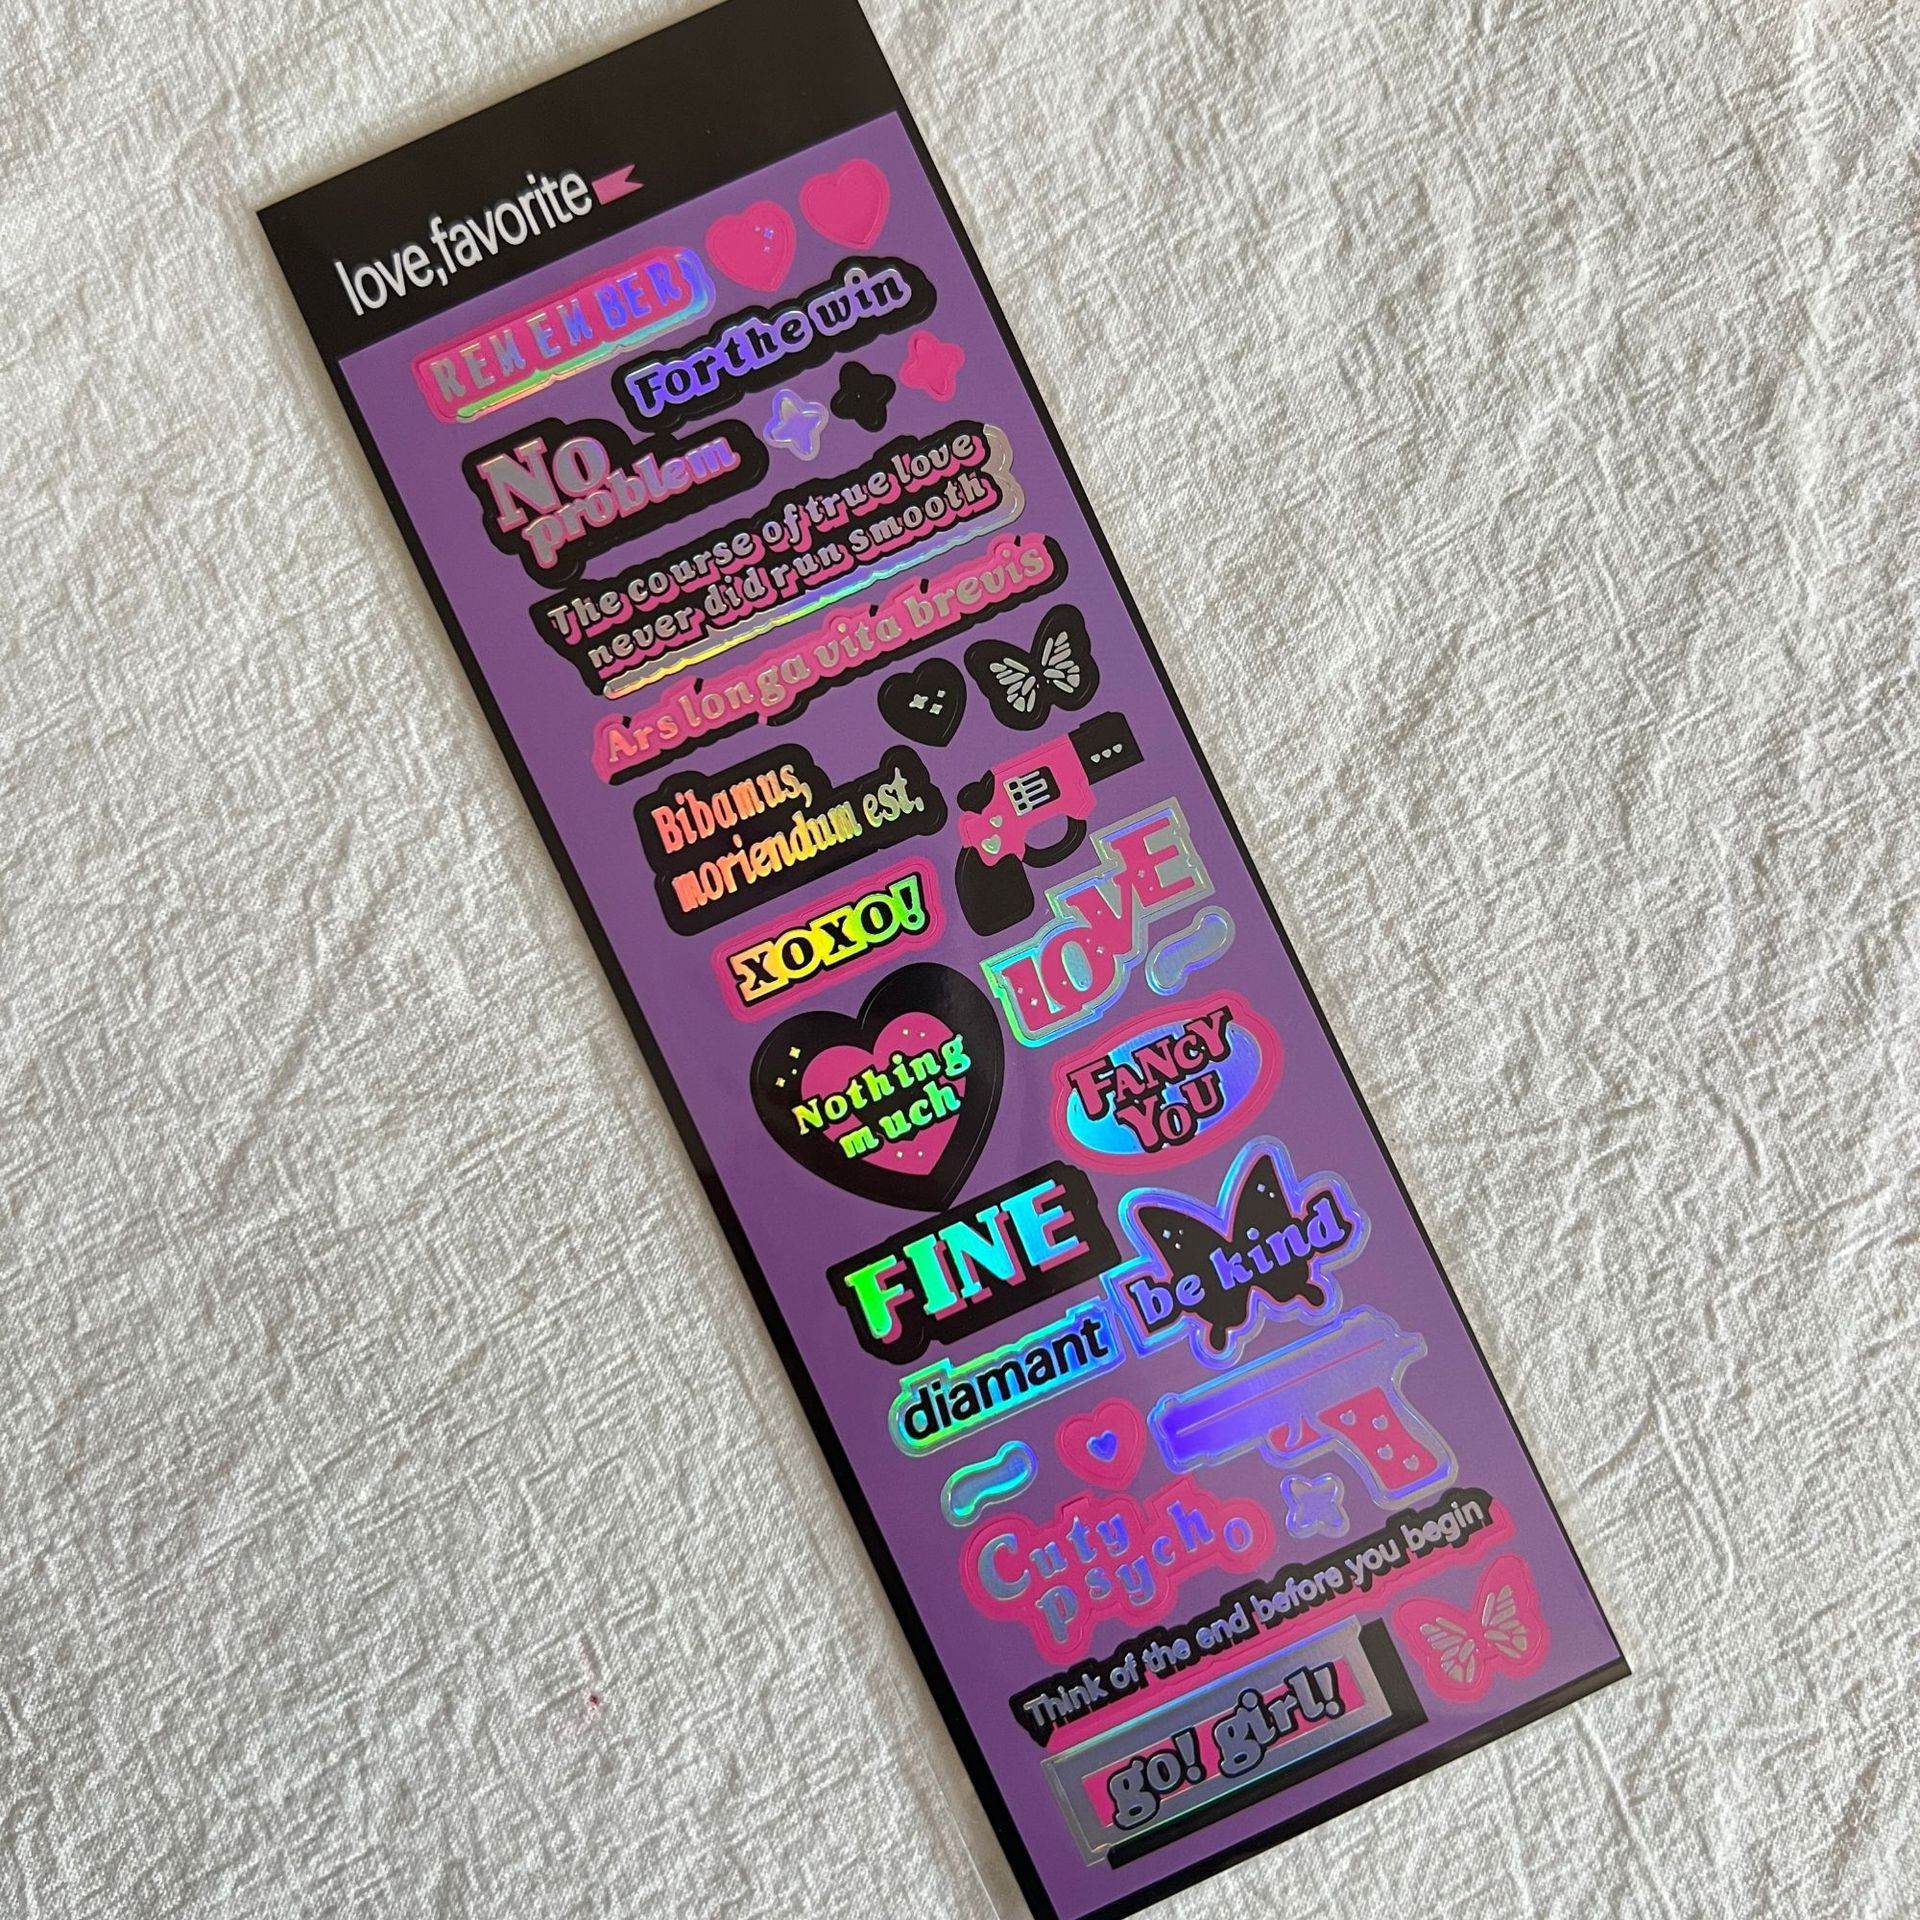 love,favorite
REMEMBER
For the win
No
problem
The course of true love
never did run smooth
Ars longa vita brevis
Bibamus,
moriendum est.
XOXO!
LOVE
Nothing
much
FANCY
YOU
FINE
be kind
diamant
Cuty
psycho
Think of the end before you begin
go! girl!